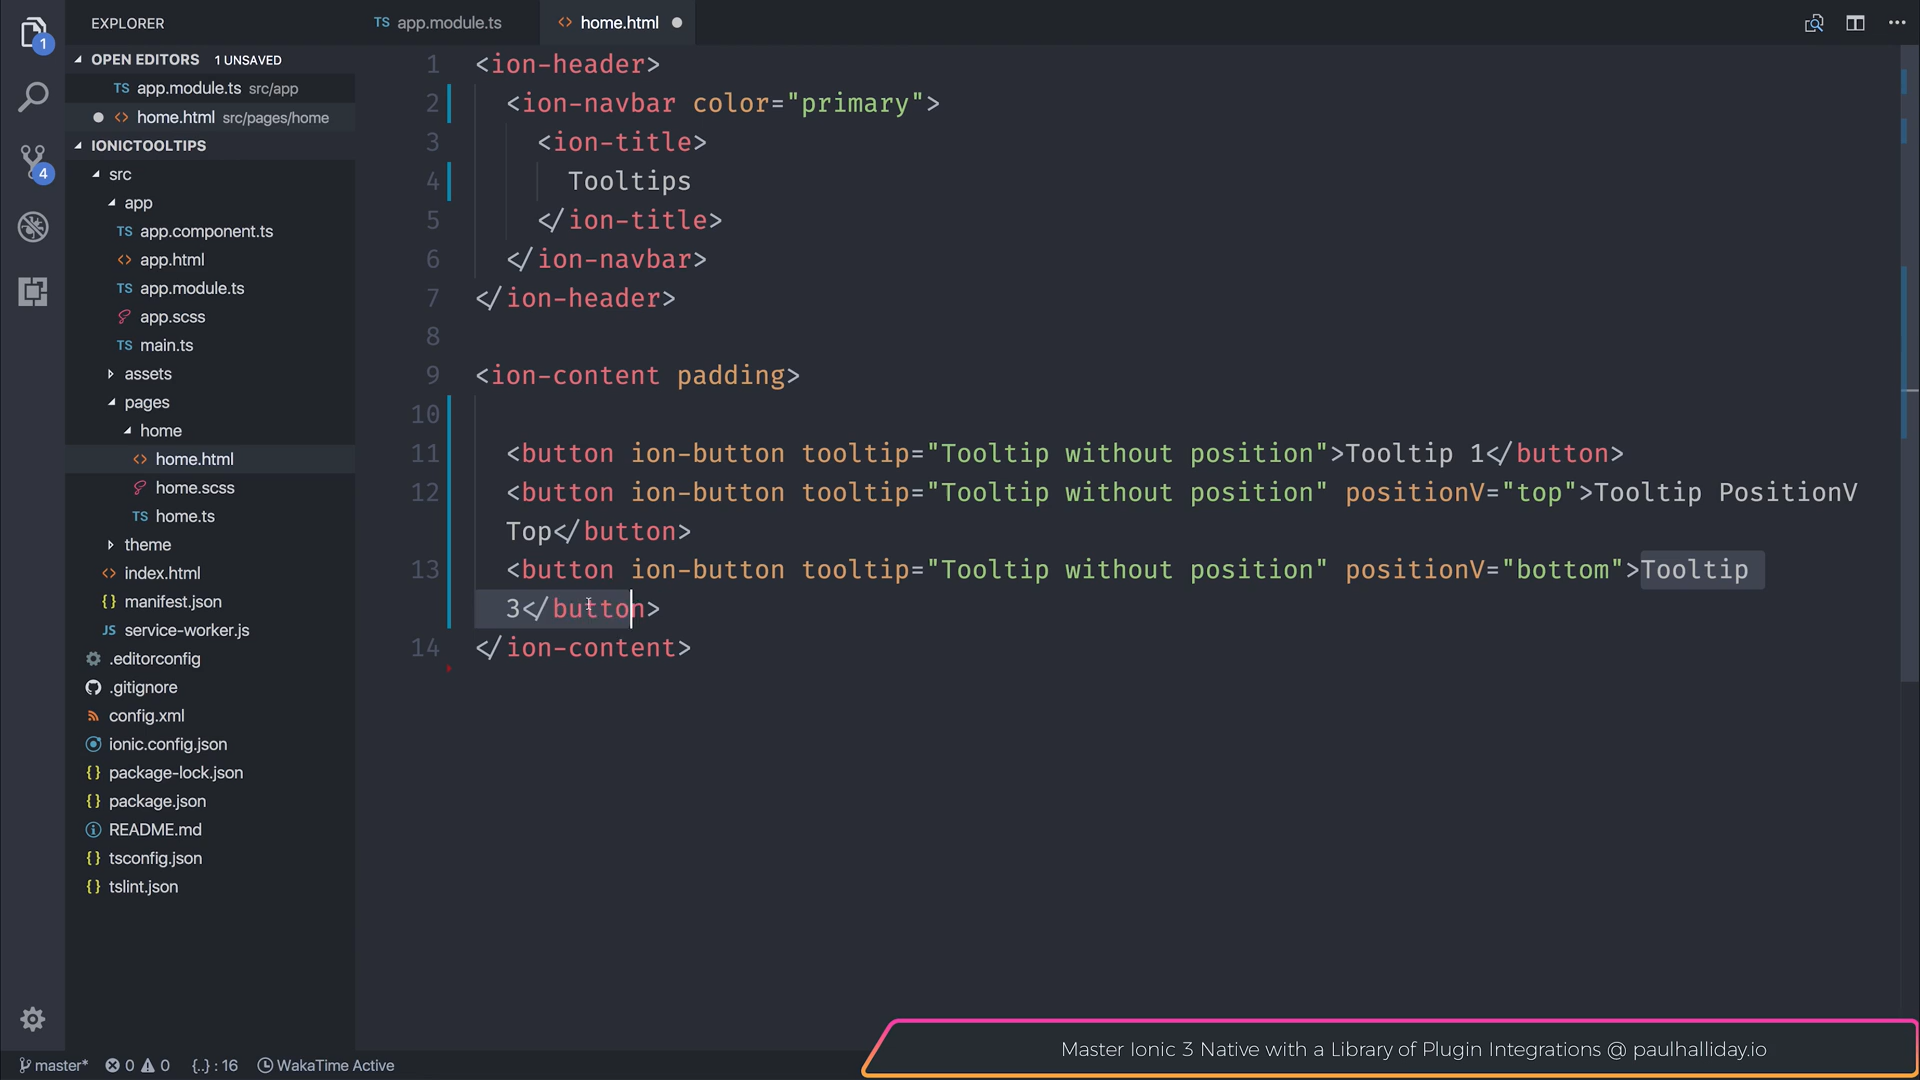 EXPLORER
TS app.module.ts
<> home.html
1
OPEN EDITORS 1 UNSAVED
TS app.module.ts src/app
<> home.html src/pages/home
IONICTOOLTIPS
src
app
TS app.component.ts
<> app.html
TS app.module.ts
app.scss
TS main.ts
assets
pages
home
<> home.html
home.scss
TS home.ts
theme
<> index.html
{} manifest.json
JS service-worker.js
.editorconfig
.gitignore
config.xml
ionic.config.json
{} package-lock.json
{} package.json
README.md
{} tsconfig.json
{} tslint.json
4
1 <ion-header>
2 <ion-navbar color="primary">
3 <ion-title>
4 Tooltips
5 </ion-title>
6 </ion-navbar>
7 </ion-header>
8
9 <ion-content padding>
10
11 <button ion-button tooltip="Tooltip without position">Tooltip 1</button>
12 <button ion-button tooltip="Tooltip without position" positionV="top">Tooltip PositionV
Top</button>
13 <button ion-button tooltip="Tooltip without position" positionV="bottom">Tooltip
3</button>
14 </ion-content>
Master Ionic 3 Native with a Library of Plugin Integrations @ paulhalliday.io
master* 0 0 {..} : 16 WakaTime Active